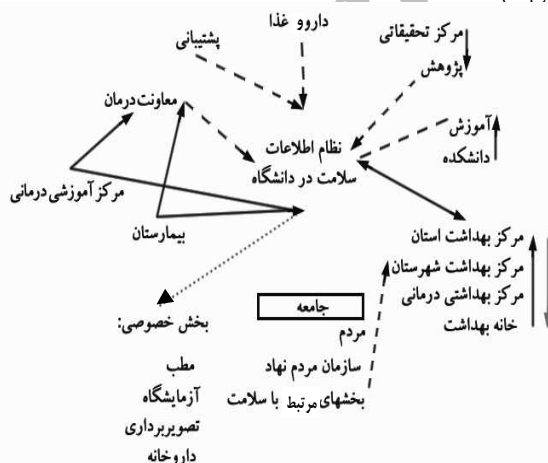 دارو و غذا
پشتیبانی
مرکز تحقیقاتی
پژوهش
معاونت درمان
آموزش
دانشکده
نظام اطلاعات
سلامت در دانشگاه
مرکز آموزشی درمانی
بیمارستان
مرکز بهداشت استان
مرکز بهداشت شهرستان
مرکز بهداشتی درمانی
خانه بهداشت
جامعه
مردم
سازمان مردم نهاد
بخشهای مرتبط با سلامت
بخش خصوصی:
مطب
آزمایشگاه
تصویربرداری
داروخانه